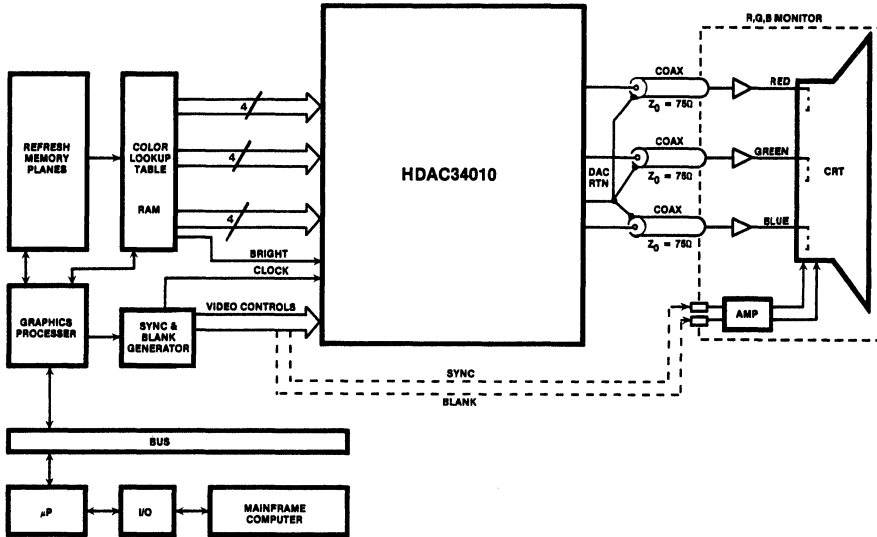 R,G,B MONITOR
REFRESH
MEMORY
PLANES
COLOR
LOOKUP
TABLE
RAM
4
4
4
HDAC34010
COAX
Z0 = 75Ω
RED
COAX
Z0 = 75Ω
GREEN
DAC
RTN
COAX
Z0 = 75Ω
BLUE
CRT
BRIGHT
CLOCK
VIDEO CONTROLS
GRAPHICS
PROCESSER
SYNC &
BLANK
GENERATOR
AMP
SYNC
BLANK
BUS
μP
I/O
MAINFRAME
COMPUTER